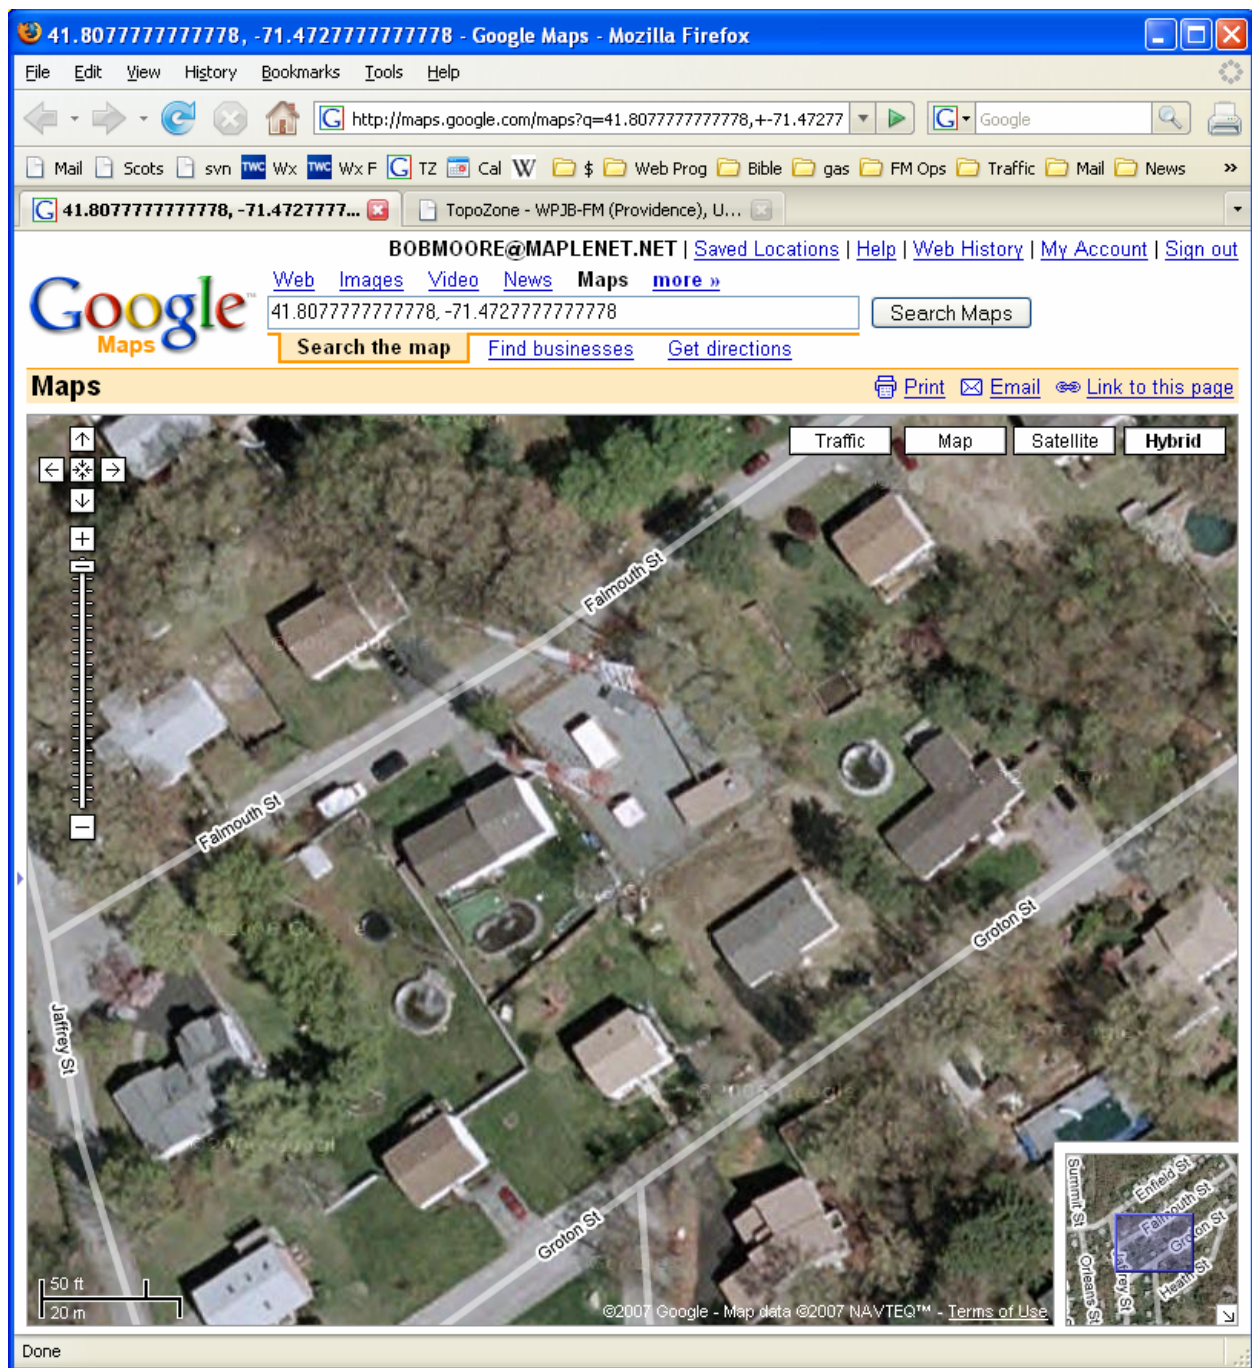 41.8077777777778, -71.4727777777778 - Google Maps - Mozilla Firefox
File Edit View History Bookmarks Tools Help
http://maps.google.com/maps?q=41.8077777777778,+-71.47277 Google
Mail Scots svn TWC Wx TWC Wx F TZ Cal W $ Web Prog Bible gas FM Ops Traffic Mail News »
41.8077777777778, -71.4727777... TopoZone - WPJB-FM (Providence), U...
BOBMOORE@MAPLENET.NET | Saved Locations | Help | Web History | My Account | Sign out
Web Images Video News Maps more »
Google Maps
41.8077777777778, -71.4727777777778 Search Maps
Search the map Find businesses Get directions
Maps Print Email Link to this page
Traffic Map Satellite Hybrid
Falmouth St
Falmouth St
Groton St
Jaffrey St
Groton St
Summit St
Enfield St
Falmouth St
Groton St
Orleans St
Jaffrey St
Heath St
50 ft
20 m
©2007 Google - Map data ©2007 NAVTEQ™ - Terms of Use
Done